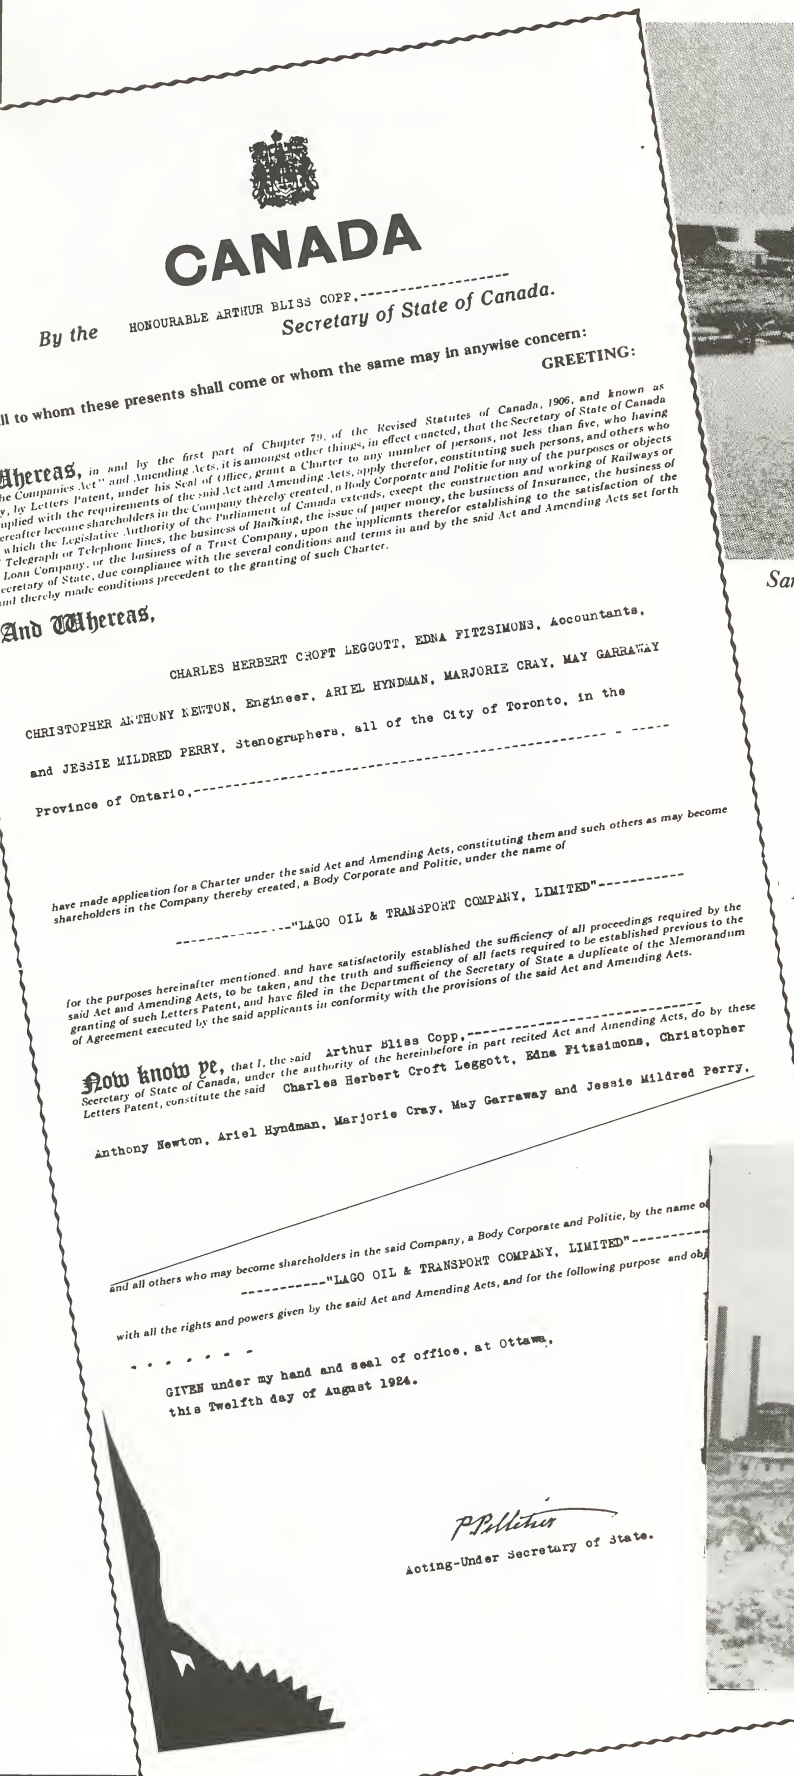 CANADA
By the HONOURABLE ARTHUR BLISS COPP,--------------------
Secretary of State of Canada.
ll to whom these presents shall come or whom the same may in anywise concern:
GREETING:
Whereas, in and by the first part of Chapter 79, of the Revised Statutes of Canada, 1906, and known as
he Companies Act" and Amending Acts, it is amongst other things, in effect enacted, that the Secretary of State of Canada
y, by Letters Patent, under his Seal of Office, grant a Charter to any number of persons, not less than five, who having
mplied with the requirements of the said Act and Amending Acts, apply therefor, constituting such persons, and others who
ereafter become shareholders in the Company thereby created, a Body Corporate and Politic for any of the purposes or objects
which the Legislative Authority of the Parliament of Canada extends, except the construction and working of Railways or
Telegraph or Telephone lines, the business of Banking, the issue of paper money, the business of Insurance, the business of
Loan Company, or the business of a Trust Company, upon the applicants therefor establishing to the satisfaction of the
ecretary of State, due compliance with the several conditions and terms in and by the said Act and Amending Acts set forth
and thereby made conditions precedent to the granting of such Charter.
And Whereas,
CHARLES HERBERT CROFT LEGGOTT, EDNA FITZSIMONS, Accountants,
CHRISTOPHER ANTHONY NEWTON, Engineer, ARIEL HYNDMAN, MARJORIE CRAY, MAY GARRAWAY
and JESSIE MILDRED PERRY, Stenographers, all of the City of Toronto, in the
Province of Ontario,--------------------------------------------------- - -----
have made application for a Charter under the said Act and Amending Acts, constituting them and such others as may become
shareholders in the Company thereby created, a Body Corporate and Politic, under the name of
--------------"LAGO OIL & TRANSPORT COMPANY, LIMITED"-----------
for the purposes hereinafter mentioned. and have satisfactorily established the sufficiency of all proceedings required by the
said Act and Amending Acts, to be taken, and the truth and sufficiency of all facts required to be established previous to the
granting of such Letters Patent, and have filed in the Department of the Secretary of State a duplicate of the Memorandum
of Agreement executed by the said applicants in conformity with the provisions of the said Act and Amending Acts.
Now know ye, that I, the said Arthur Bliss Copp,------------------------------
Secretary of State of Canada, under the authority of the hereinbefore in part recited Act and Amending Acts, do by these
Letters Patent, constitute the said Charles Herbert Croft Leggott, Edna Fitzsimons, Christopher
Anthony Newton, Ariel Hyndman, Marjorie Cray, May Garraway and Jessie Mildred Perry,
and all others who may become shareholders in the said Company, a Body Corporate and Politic, by the name of
-----------"LAGO OIL & TRANSPORT COMPANY, LIMITED"----------
with all the rights and powers given by the said Act and Amending Acts, and for the following purpose and obj
- - - - - - -
GIVEN under my hand and seal of office, at Ottawa,
this Twelfth day of August 1924.
P Pelletier
Acting-Under Secretary of State.
San